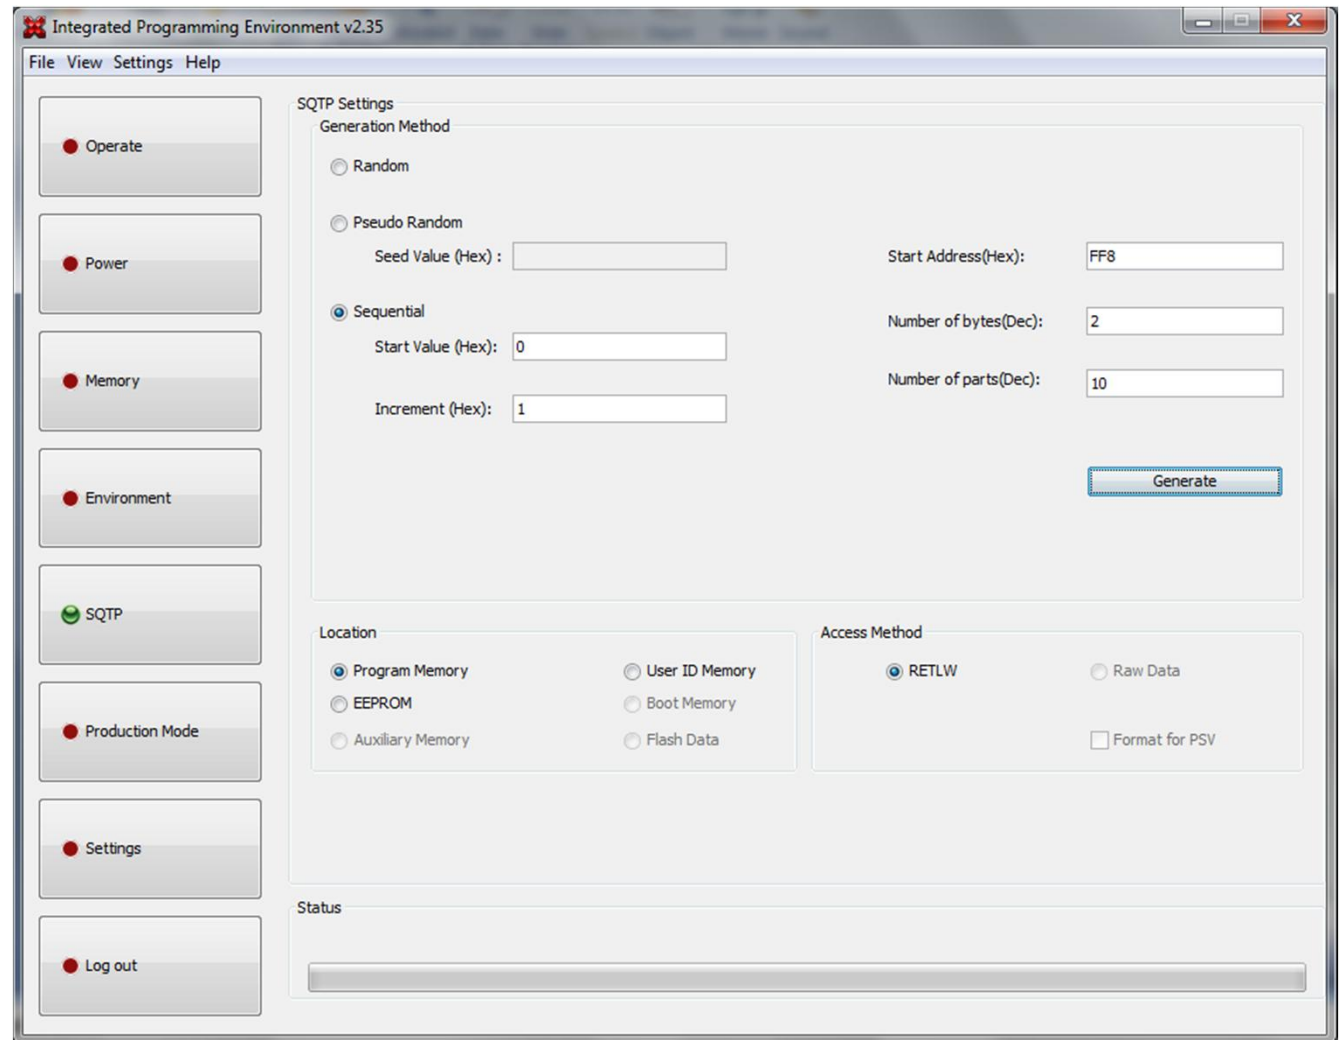 Integrated Programming Environment v2.35
File View Settings Help
Operate
Power
Memory
Environment
SQTP
Production Mode
Settings
Log out
SQTP Settings
Generation Method
Random
Pseudo Random
Seed Value (Hex) :
Sequential
Start Value (Hex): 0
Increment (Hex): 1
Start Address(Hex): FF8
Number of bytes(Dec): 2
Number of parts(Dec): 10
Generate
Location
Program Memory User ID Memory
EEPROM Boot Memory
Auxiliary Memory Flash Data
Access Method
RETLW Raw Data
Format for PSV
Status